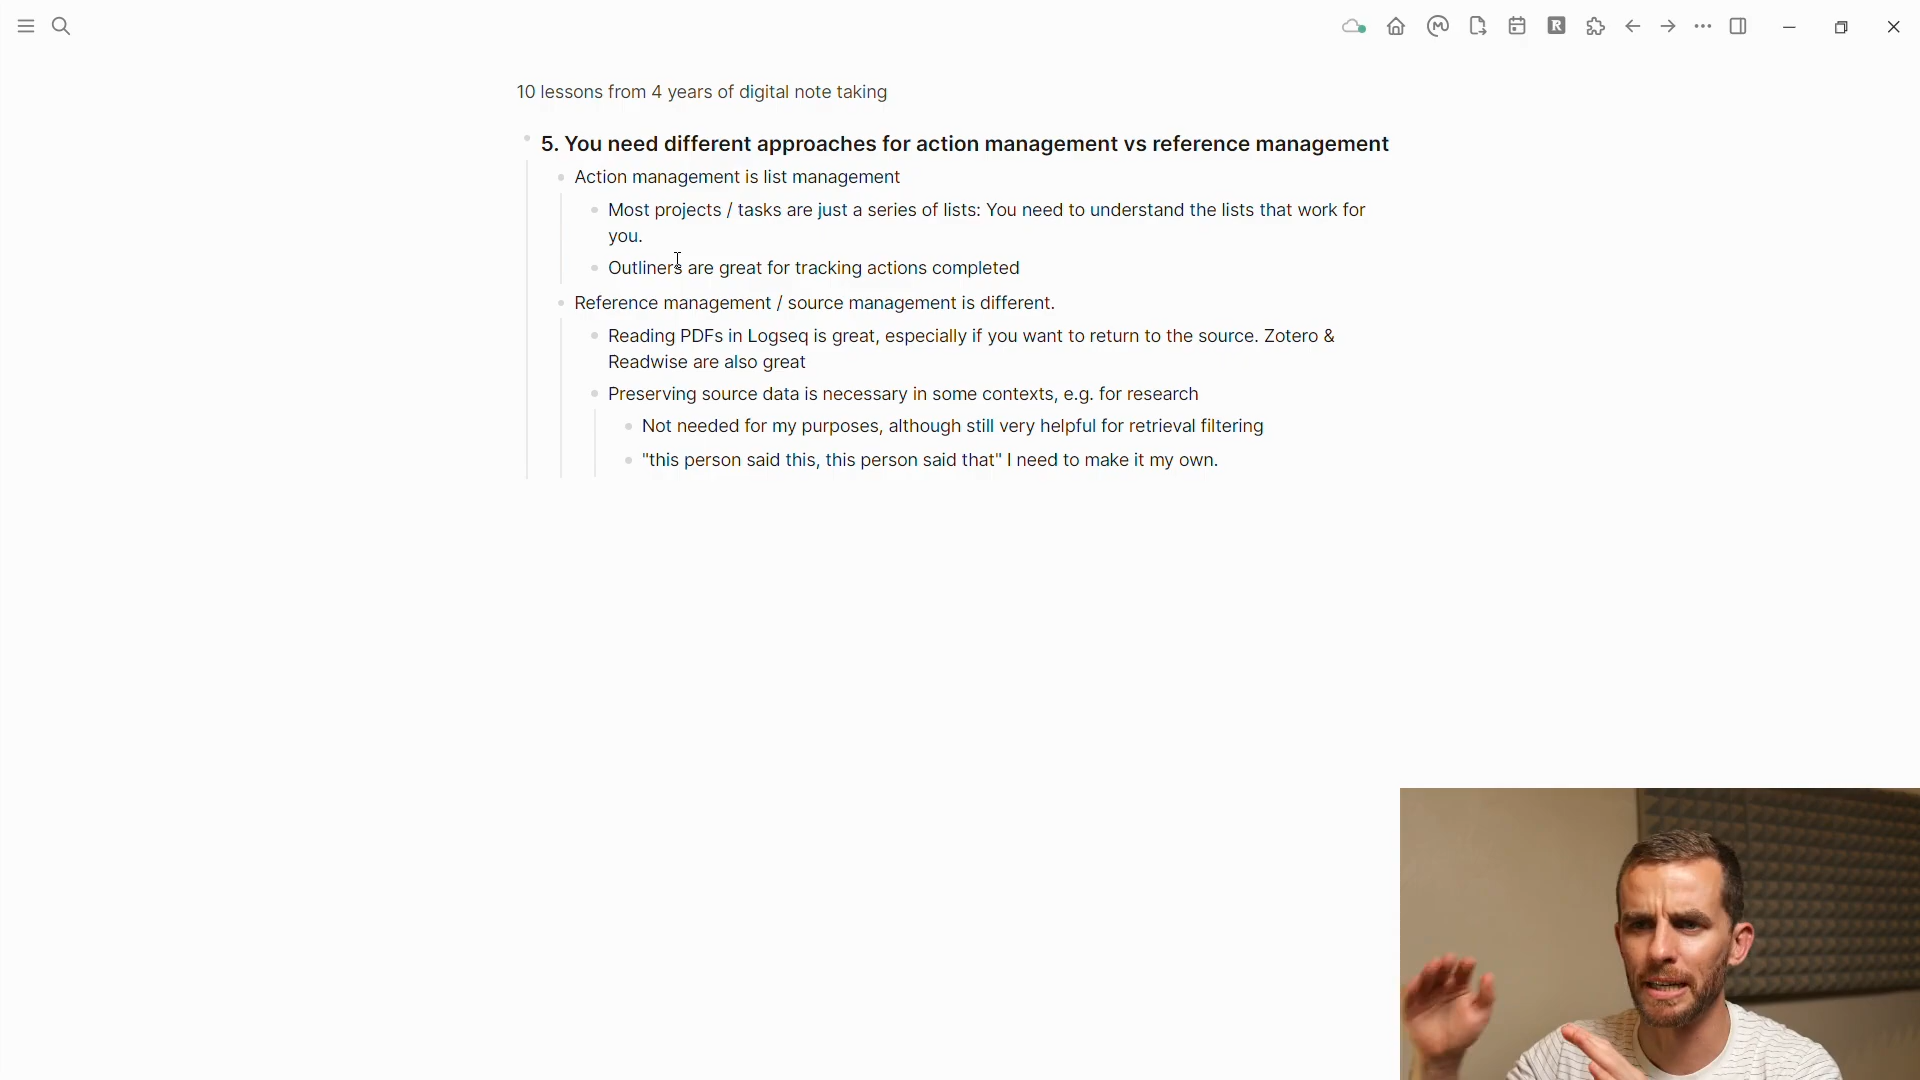 10 lessons from 4 years of digital note taking
5. You need different approaches for action management vs reference management
Action management is list management
Most projects / tasks are just a series of lists: You need to understand the lists that work for
you.
Outliners are great for tracking actions completed
Reference management / source management is different.
Reading PDFs in Logseq is great, especially if you want to return to the source. Zotero &
Readwise are also great
Preserving source data is necessary in some contexts, e.g. for research
Not needed for my purposes, although still very helpful for retrieval filtering
"this person said this, this person said that" I need to make it my own.